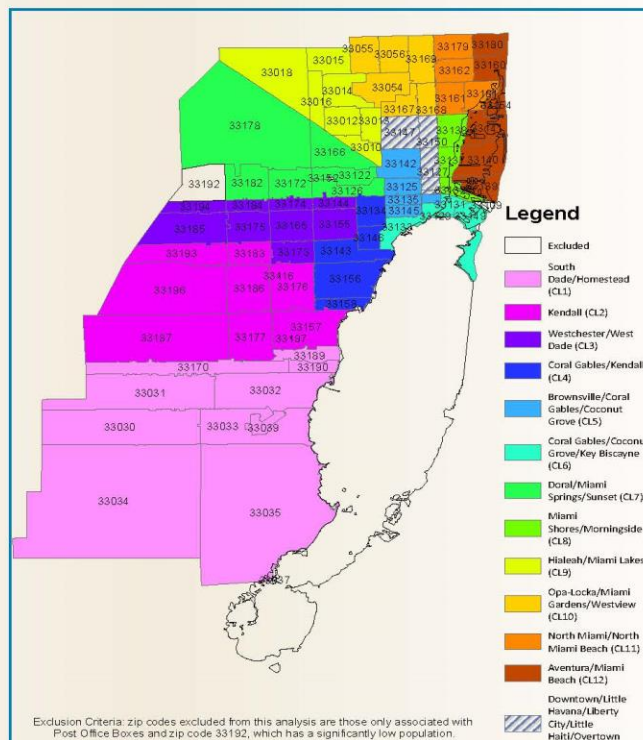 33055
33056
33169
33179
33180
33015
33018
33162
33160
33014
33054
33016
33012
33013
33167
33168
33161
33010
33147
33150
33138
33178
33166
33142
33140
33127
33122
33192
33182
33172
33126
33125
33135
33145
33131
33129
33194
33184
33174
33144
33134
33133
33185
33175
33165
33155
33146
33193
33183
33173
33143
33196
33186
33176
33156
33158
33187
33177
33157
33197
33189
33170
33190
33031
33032
33030
33033
33039
33034
33035
Legend
Excluded
South
Dade/Homestead
(CL1)
Kendall (CL2)
Westchester/West
Dade (CL3)
Coral Gables/Kendall
(CL4)
Brownsville/Coral
Gables/Coconut
Grove (CL5)
Coral Gables/Coconu
Grove/Key Biscayne
(CL6)
Doral/Miami
Springs/Sunset (CL7)
Miami
Shores/Morningside
(CL8)
Hialeah/Miami Lakes
(CL9)
Opa-Locka/Miami
Gardens/Westview
(CL10)
North Miami/North
Miami Beach (CL11)
Aventura/Miami
Beach (CL12)
Downtown/Little
Havana/Liberty
City/Little
Haiti/Overtown
Exclusion Criteria: zip codes excluded from this analysis are those only associated with
Post Office Boxes and zip code 33192, which has a significantly low population.